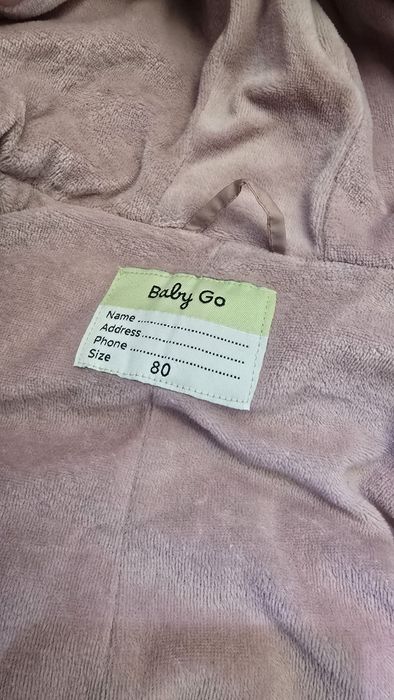 Baby Go
Name ........................
Address........................
Phone ........................
Size 80